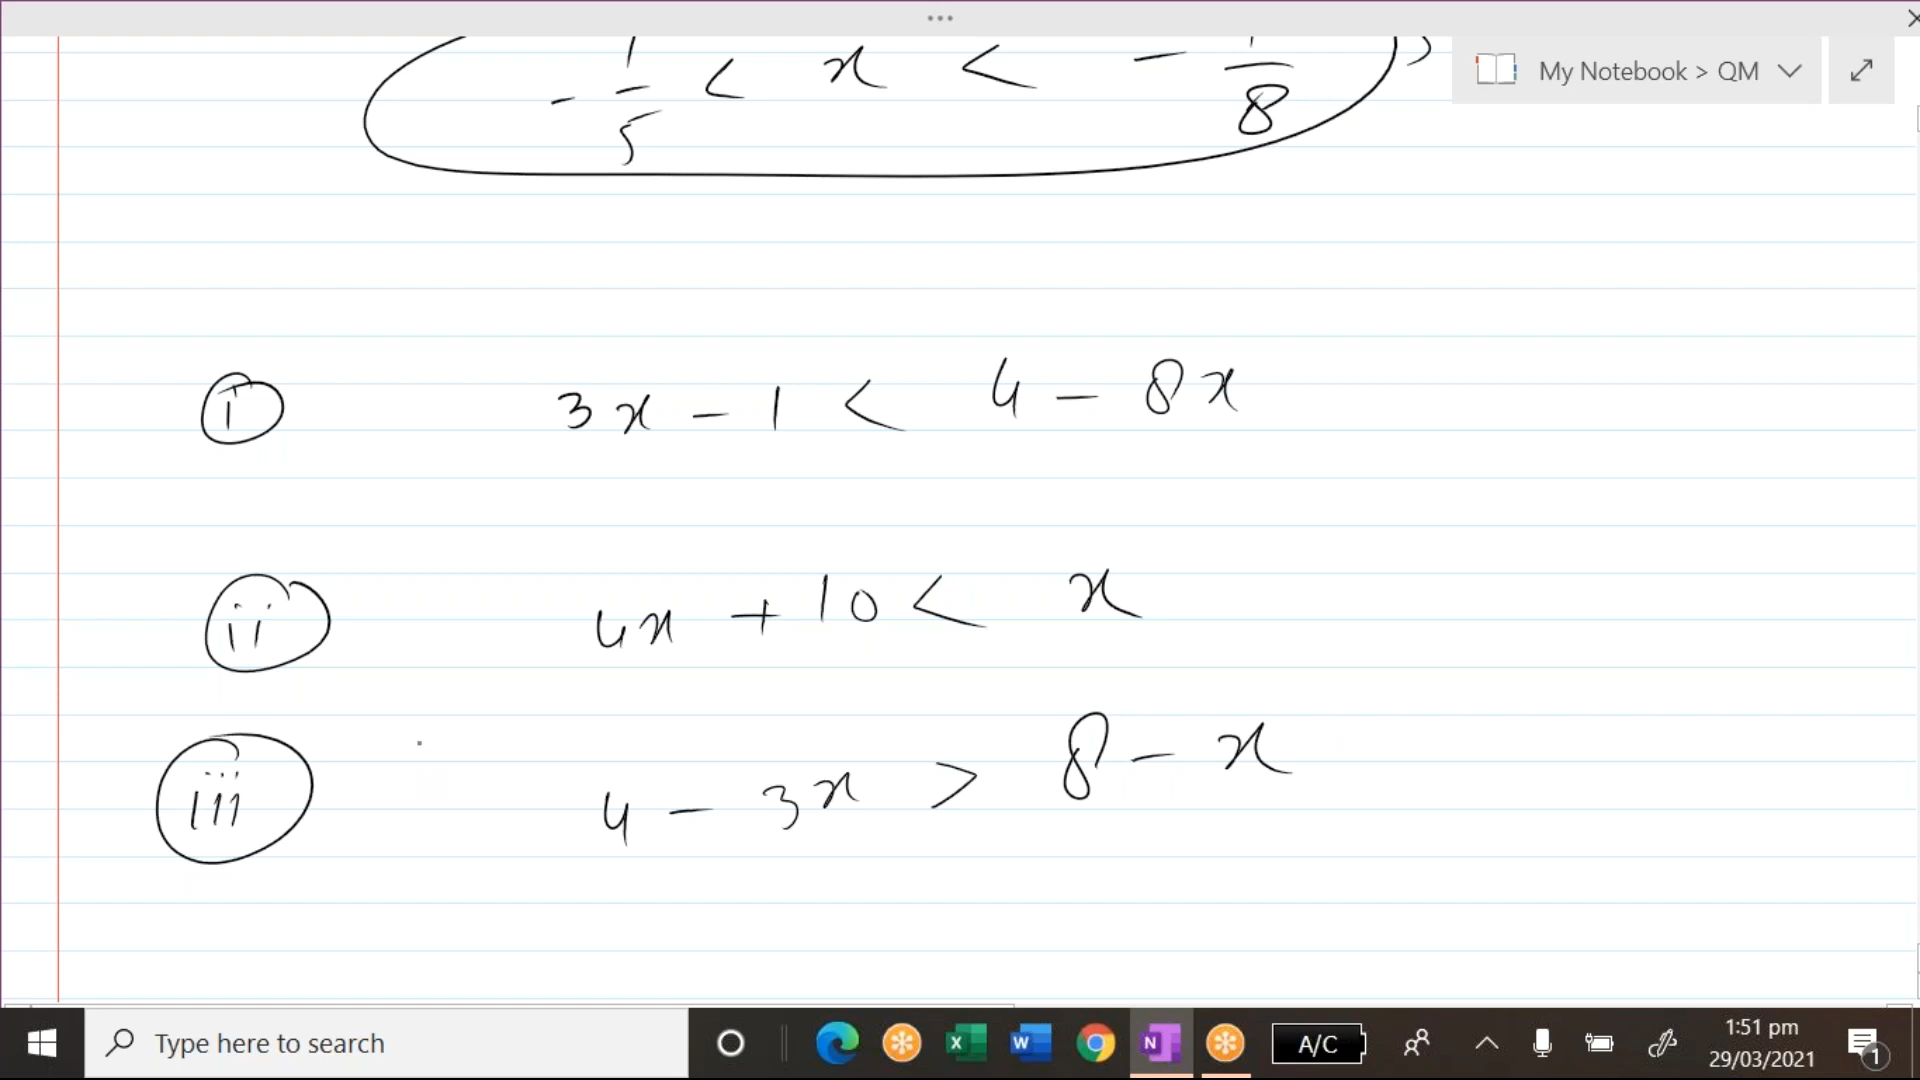 ...
My Notebook > QM
- 1/5 < x < - 1/8
i 3x - 1 < 4 - 8x
ii 4x + 10 < x
iii 4 - 3x > 8 - x
Type here to search
A/C
1:51 pm
29/03/2021
1